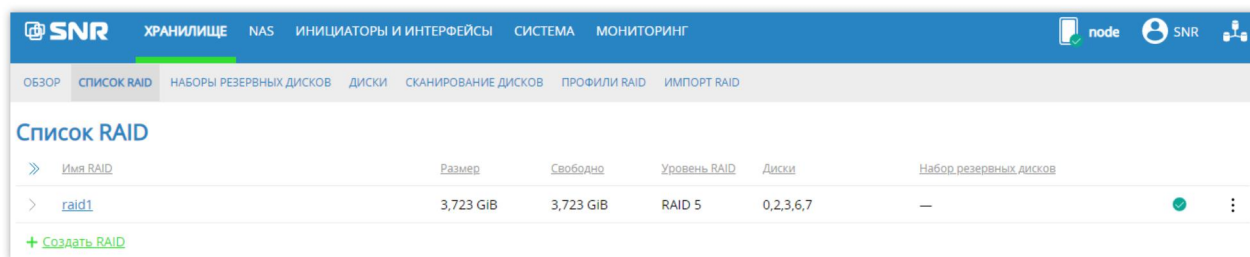 SNR ХРАНИЛИЩЕ NAS ИНИЦИАТОРЫ И ИНТЕРФЕЙСЫ СИСТЕМА МОНИТОРИНГ node SNR
ОБЗОР СПИСОК RAID НАБОРЫ РЕЗЕРВНЫХ ДИСКОВ ДИСКИ СКАНИРОВАНИЕ ДИСКОВ ПРОФИЛИ RAID ИМПОРТ RAID
Список RAID
Имя RAID Размер Свободно Уровень RAID Диски Набор резервных дисков
raid1 3,723 GiB 3,723 GiB RAID 5 0,2,3,6,7 —
+ Создать RAID